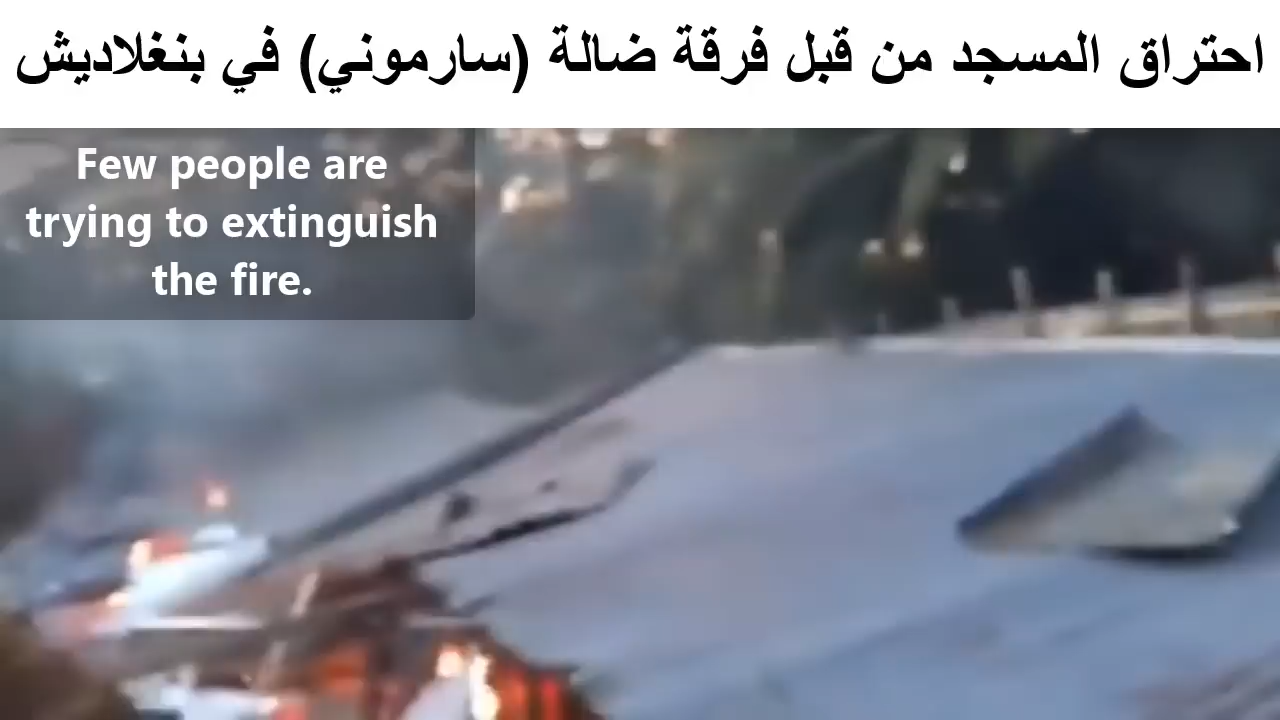 احتراق المسجد من قبل فرقة ضالة (سارموني) في بنغلاديش
Few people are
trying to extinguish
the fire.